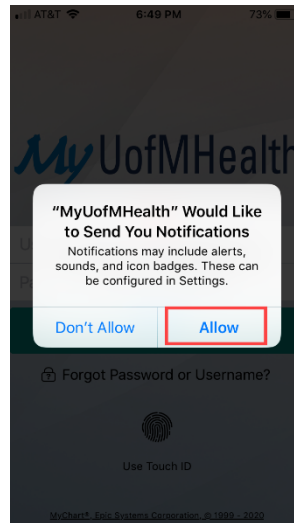 AT&T 6:49 PM 73%
My UofMHealth
"MyUofMHealth" Would Like
to Send You Notifications
Notifications may include alerts,
sounds, and icon badges. These can
be configured in Settings.
U
P
Don't Allow Allow
Forgot Password or Username?
Use Touch ID
MyChart®, Epic Systems Corporation, © 1999 - 2020